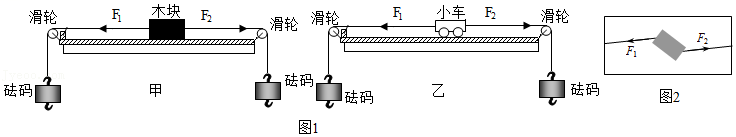 滑轮 F₁ 木块 F₂ 滑轮
砝码 甲 砝码
滑轮 F₁ 小车 F₂ 滑轮
砝码 乙 砝码
图1
F₁ F₂
图2